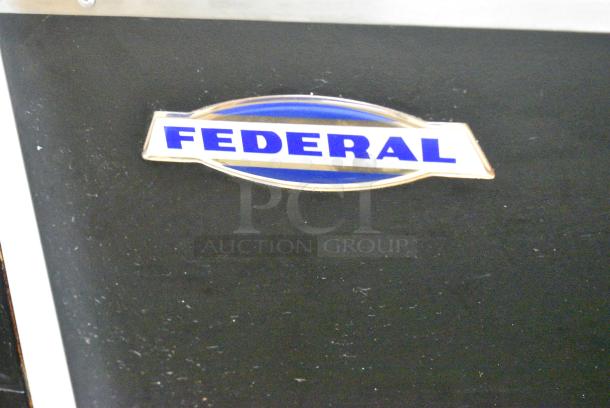 FEDERAL
PCI
AUCTION GROUP